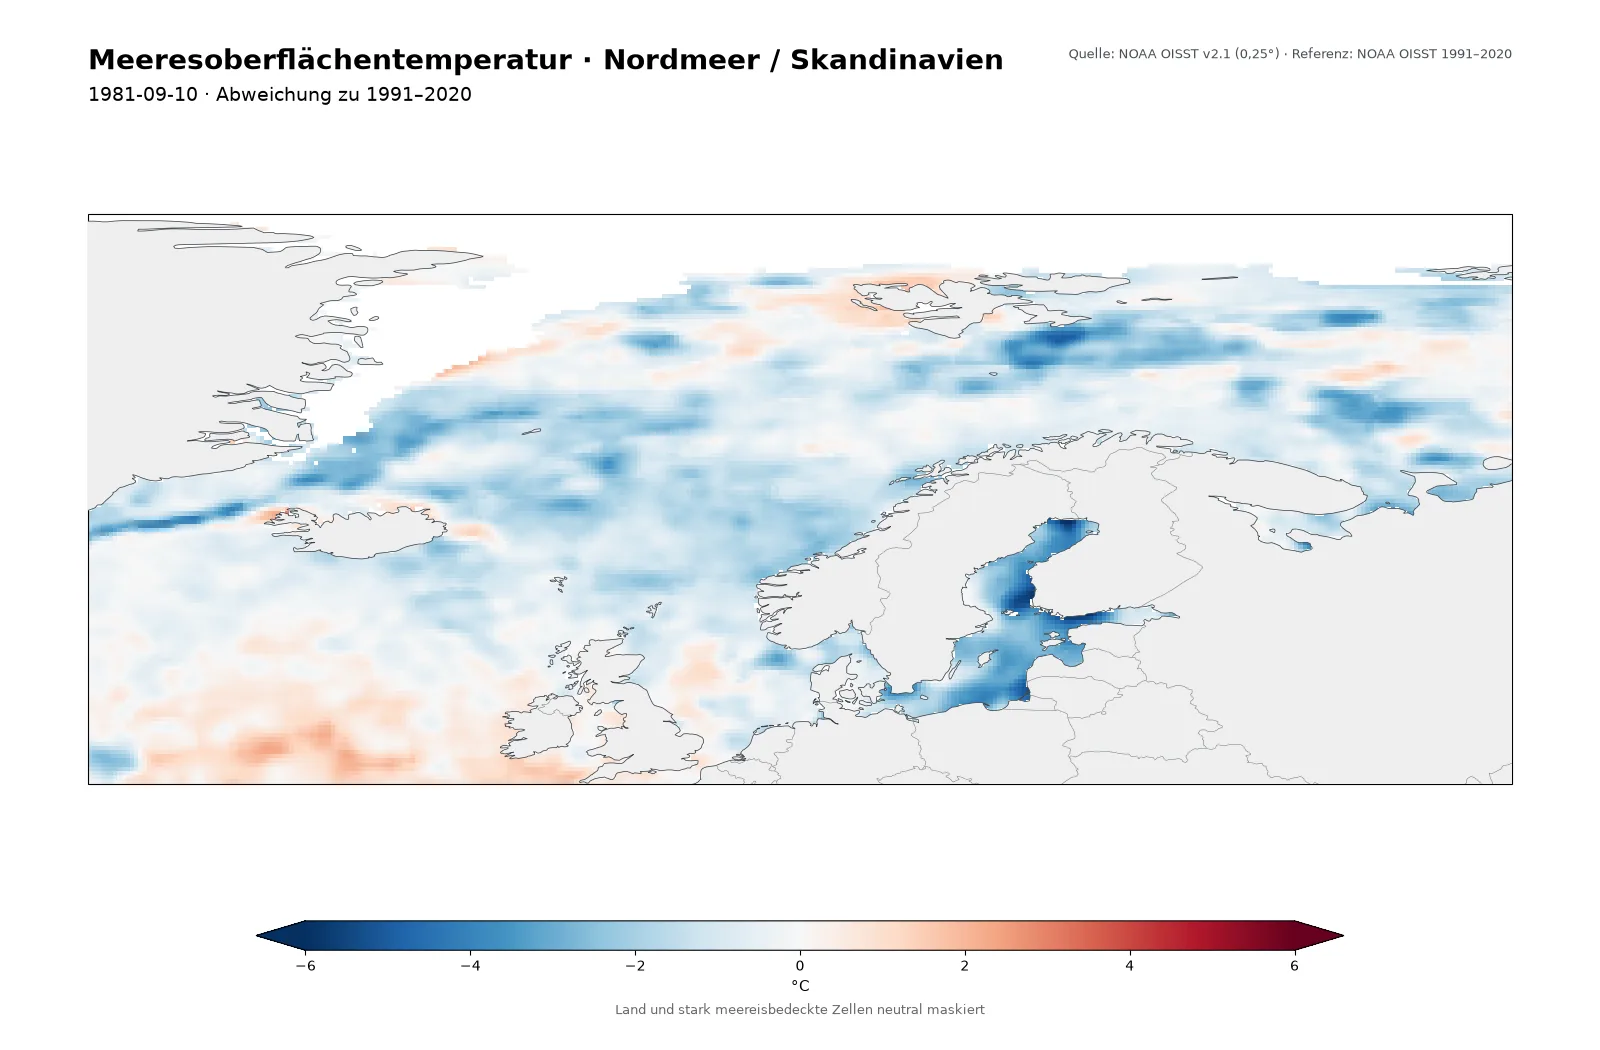 Meeresoberflächentemperatur · Nordmeer / Skandinavien
Quelle: NOAA OISST v2.1 (0,25°) · Referenz: NOAA OISST 1991–2020
1981-09-10 · Abweichung zu 1991–2020
−6 −4 −2 0 2 4 6
°C
Land und stark meereisbedeckte Zellen neutral maskiert